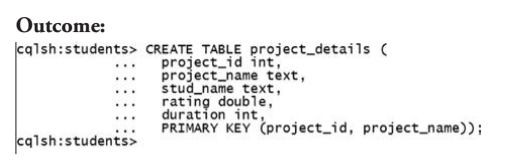 Outcome:
cqlsh:students> CREATE TABLE project_details (
... project_id int,
... project_name text,
... stud_name text,
... rating double,
... duration int,
... PRIMARY KEY (project_id, project_name));
cqlsh:students>